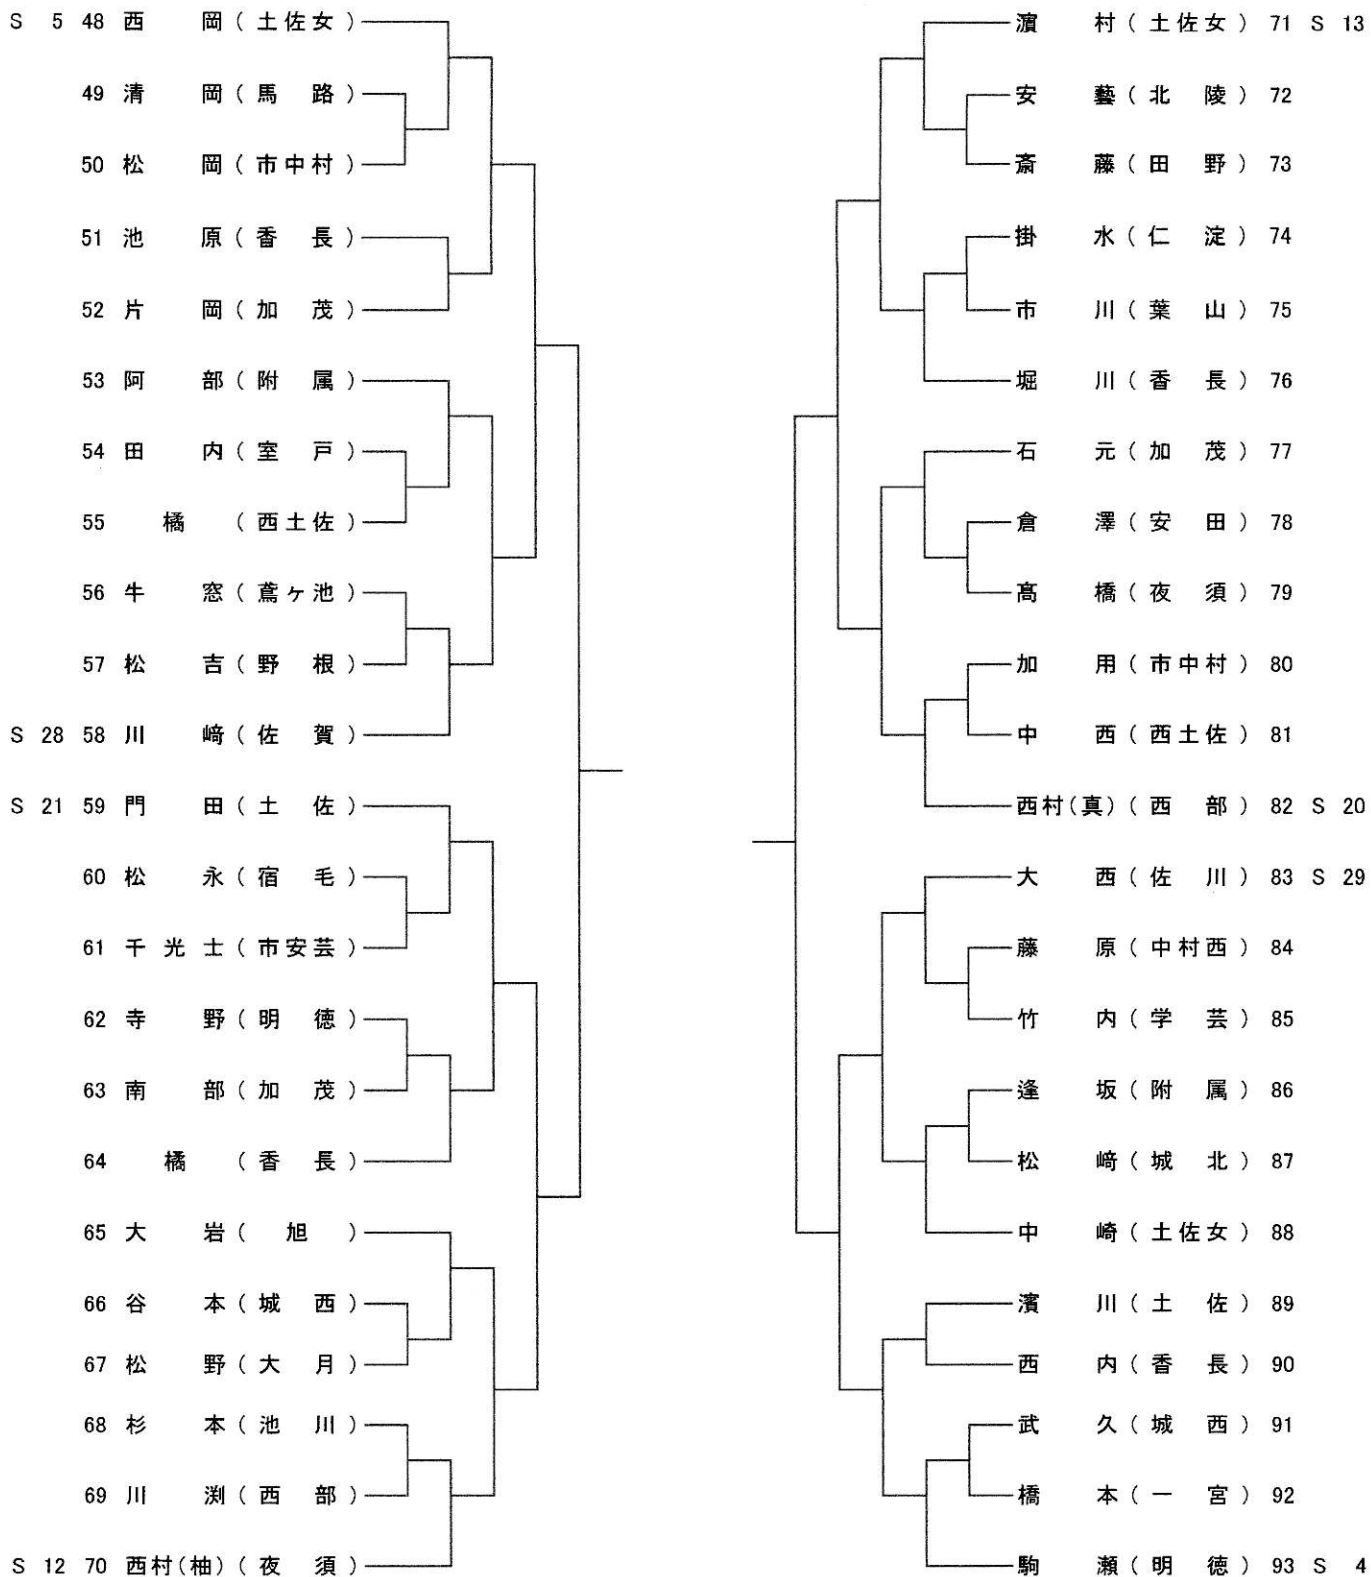 S 5 48 西岡(土佐女)
49 清岡(馬路)
50 松岡(市中村)
51 池原(香長)
52 片岡(加茂)
53 阿部(附属)
54 田内(室戸)
55 橘(西土佐)
56 牛窓(鳶ヶ池)
57 松吉(野根)
S 28 58 川﨑(佐賀)
S 21 59 門田(土佐)
60 松永(宿毛)
61 千光士(市安芸)
62 寺野(明徳)
63 南部(加茂)
64 橘(香長)
65 大岩(旭)
66 谷本(城西)
67 松野(大月)
68 杉本(池川)
69 川渕(西部)
S 12 70 西村(柚)(夜須)
濵村(土佐女) 71 S 13
安藝(北陵) 72
斎藤(田野) 73
掛水(仁淀) 74
市川(葉山) 75
堀川(香長) 76
石元(加茂) 77
倉澤(安田) 78
髙橋(夜須) 79
加用(市中村) 80
中西(西土佐) 81
西村(真)(西部) 82 S 20
大西(佐川) 83 S 29
藤原(中村西) 84
竹内(学芸) 85
逢坂(附属) 86
松﨑(城北) 87
中崎(土佐女) 88
濱川(土佐) 89
西内(香長) 90
武久(城西) 91
橋本(一宮) 92
駒瀬(明徳) 93 S 4